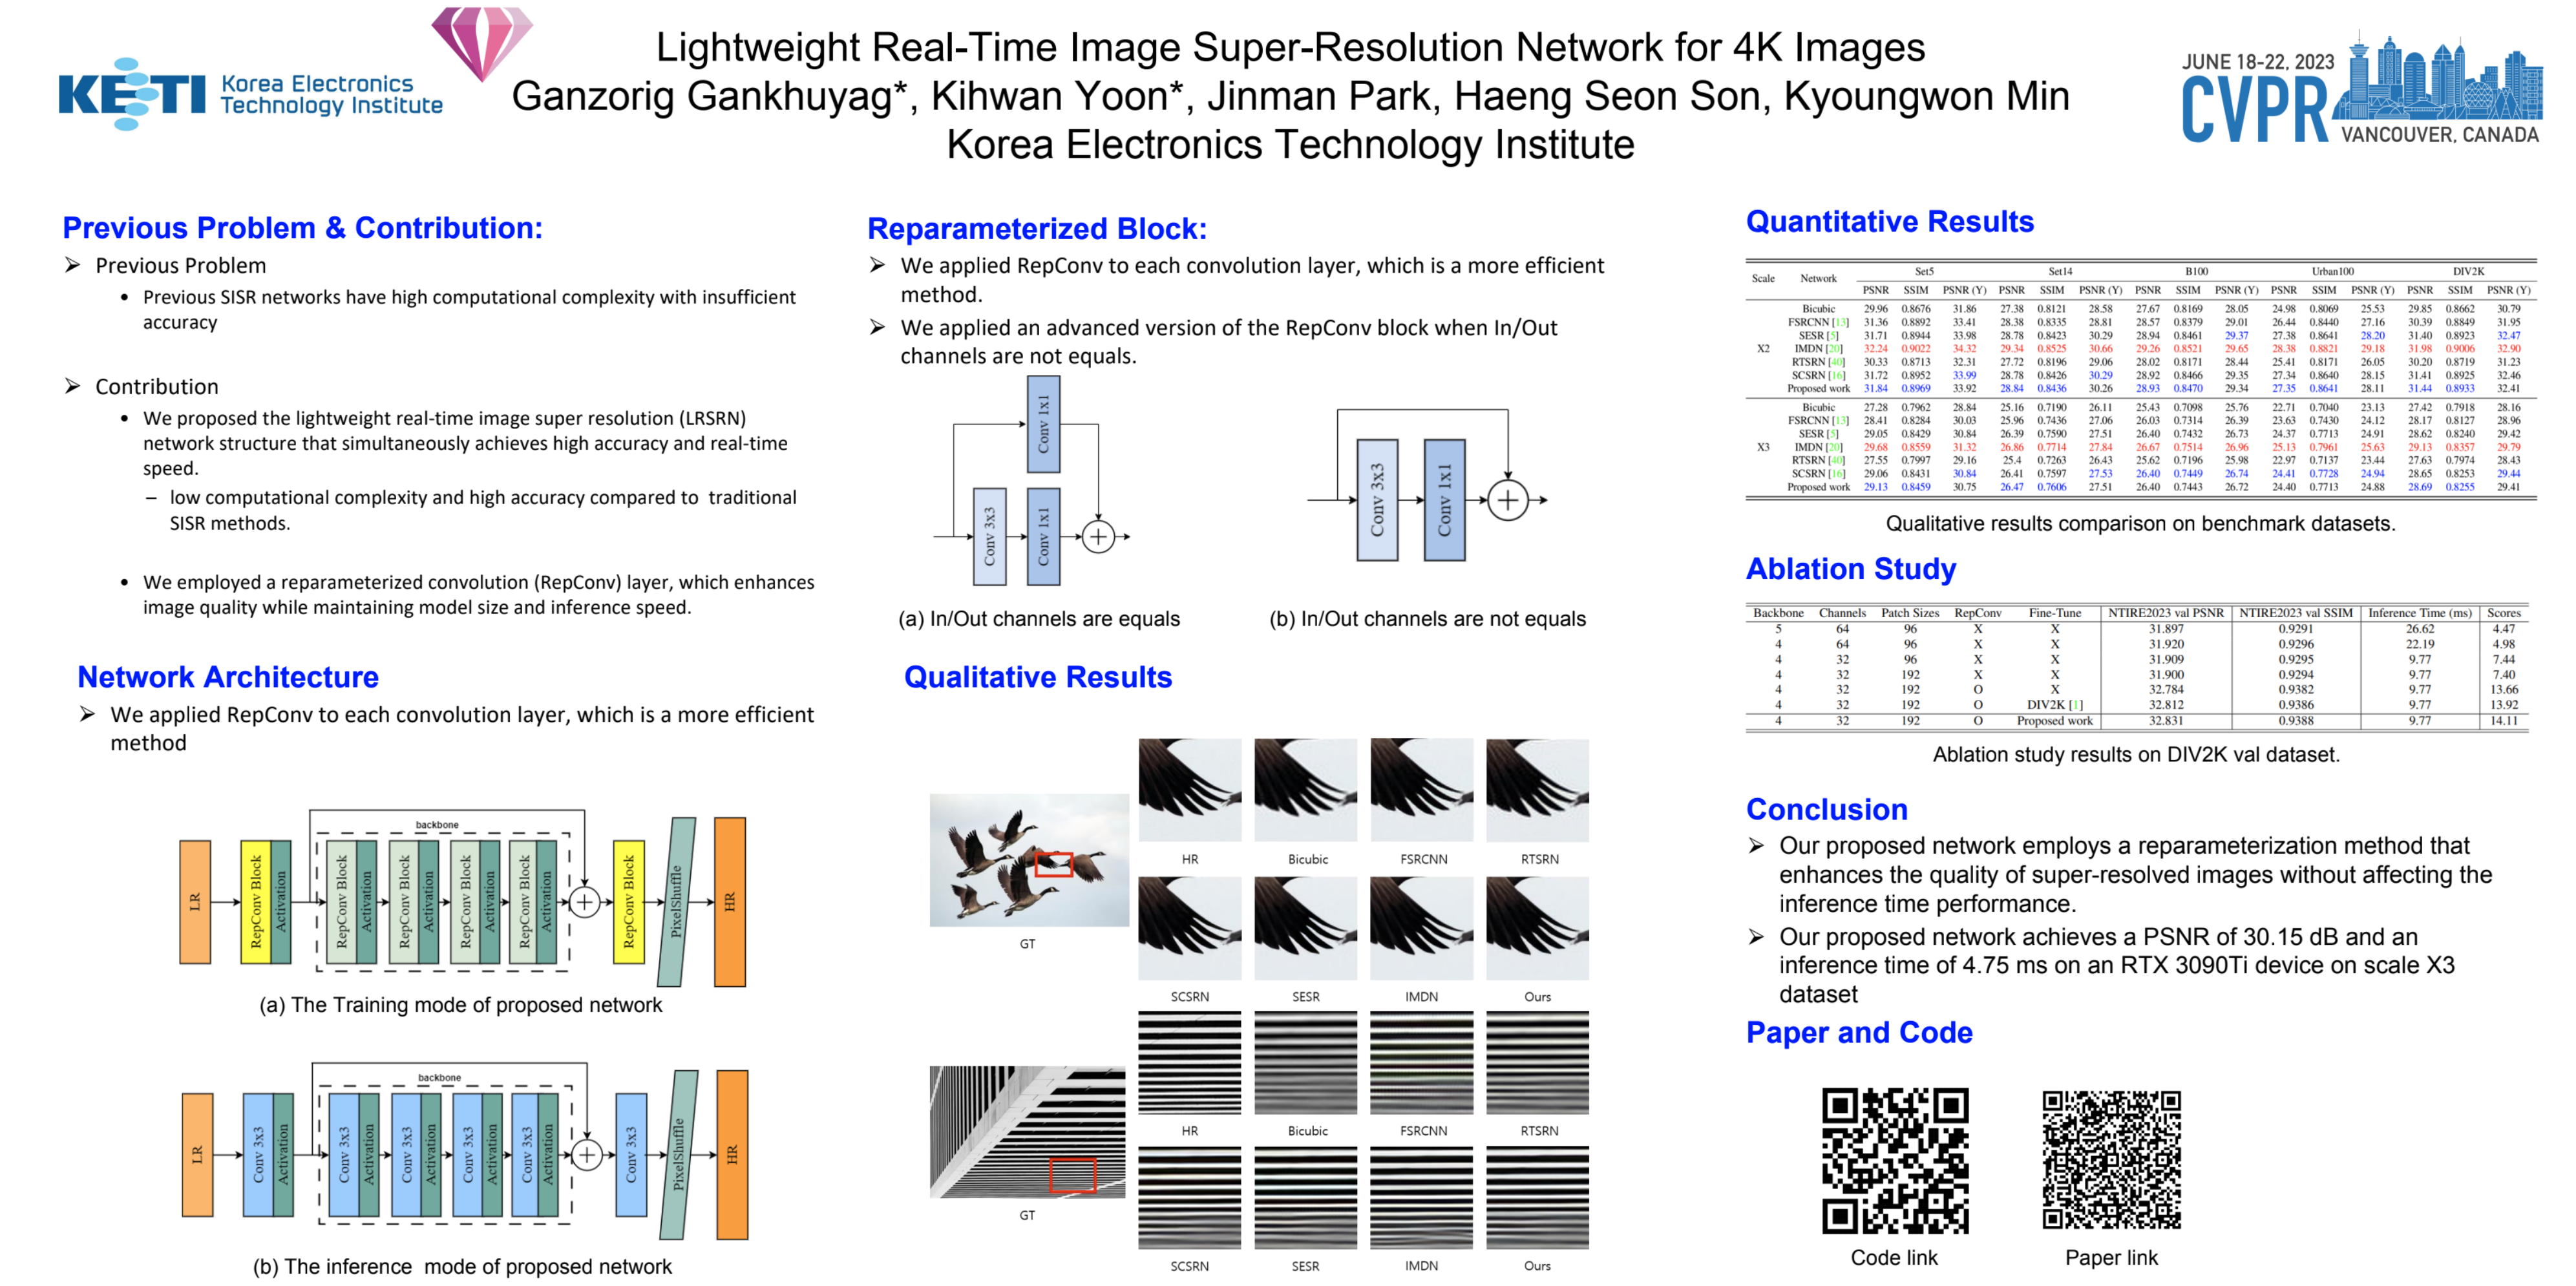 KETI Korea Electronics
Technology Institute
Lightweight Real-Time Image Super-Resolution Network for 4K Images
Ganzorig Gankhuyag*, Kihwan Yoon*, Jinman Park, Haeng Seon Son, Kyoungwon Min
Korea Electronics Technology Institute
JUNE 18-22, 2023
CVPR
VANCOUVER, CANADA
Previous Problem & Contribution:
➢ Previous Problem
• Previous SISR networks have high computational complexity with insufficient
accuracy
➢ Contribution
• We proposed the lightweight real-time image super resolution (LRSRN)
network structure that simultaneously achieves high accuracy and real-time
speed.
– low computational complexity and high accuracy compared to traditional
SISR methods.
• We employed a reparameterized convolution (RepConv) layer, which enhances
image quality while maintaining model size and inference speed.
Network Architecture
➢ We applied RepConv to each convolution layer, which is a more efficient
method
backbone
LR
RepConv Block
Activation
RepConv Block
Activation
RepConv Block
Activation
RepConv Block
Activation
RepConv Block
Activation
RepConv Block
PixelShuffle
HR
(a) The Training mode of proposed network
backbone
LR
Conv 3x3
Activation
Conv 3x3
Activation
Conv 3x3
Activation
Conv 3x3
Activation
Conv 3x3
Activation
Conv 3x3
PixelShuffle
HR
(b) The inference mode of proposed network
Reparameterized Block:
➢ We applied RepConv to each convolution layer, which is a more efficient
method.
➢ We applied an advanced version of the RepConv block when In/Out
channels are not equals.
Conv 1x1
Conv 3x3
Conv 1x1
+
(a) In/Out channels are equals
Conv 3x3
Conv 1x1
+
(b) In/Out channels are not equals
Qualitative Results
GT
HR Bicubic FSRCNN RTSRN
SCSRN SESR IMDN Ours
GT
HR Bicubic FSRCNN RTSRN
SCSRN SESR IMDN Ours
Quantitative Results
Scale Network Set5 Set14 B100 Urban100 DIV2K
PSNR SSIM PSNR (Y) PSNR SSIM PSNR (Y) PSNR SSIM PSNR (Y) PSNR SSIM PSNR (Y) PSNR SSIM PSNR (Y)
X2
Bicubic 29.96 0.8676 31.86 27.38 0.8121 28.58 27.67 0.8169 28.05 24.98 0.8069 25.53 29.85 0.8662 30.79
FSRCNN [13] 31.36 0.8892 33.41 28.38 0.8335 28.81 28.57 0.8379 29.01 26.44 0.8440 27.16 30.39 0.8849 31.95
SESR [5] 31.71 0.8944 33.98 28.78 0.8423 30.29 28.94 0.8461 29.37 27.38 0.8641 28.20 31.40 0.8923 32.47
IMDN [20] 32.24 0.9022 34.32 29.34 0.8525 30.66 29.26 0.8521 29.65 28.38 0.8821 29.18 31.98 0.9006 32.90
RTSRN [40] 30.33 0.8713 32.31 27.72 0.8196 29.06 28.02 0.8171 28.44 25.41 0.8171 26.05 30.20 0.8719 31.23
SCSRN [16] 31.72 0.8952 33.99 28.78 0.8426 30.29 28.92 0.8466 29.35 27.34 0.8640 28.15 31.41 0.8925 32.46
Proposed work 31.84 0.8969 33.92 28.84 0.8436 30.26 28.93 0.8470 29.34 27.35 0.8641 28.11 31.44 0.8933 32.41
X3
Bicubic 27.28 0.7962 28.84 25.16 0.7190 26.11 25.43 0.7098 25.76 22.71 0.7040 23.13 27.42 0.7918 28.16
FSRCNN [13] 28.41 0.8284 30.03 25.96 0.7436 27.06 26.03 0.7314 26.39 23.63 0.7430 24.12 28.17 0.8127 28.96
SESR [5] 29.05 0.8429 30.84 26.39 0.7590 27.51 26.40 0.7432 26.73 24.37 0.7713 24.91 28.62 0.8240 29.42
IMDN [20] 29.68 0.8559 31.32 26.86 0.7714 27.84 26.67 0.7514 26.96 25.13 0.7961 25.63 29.13 0.8357 29.79
RTSRN [40] 27.55 0.7997 29.16 25.4 0.7263 26.43 25.62 0.7196 25.98 22.97 0.7137 23.44 27.63 0.7974 28.43
SCSRN [16] 29.06 0.8431 30.84 26.41 0.7597 27.53 26.40 0.7449 26.74 24.41 0.7728 24.94 28.65 0.8253 29.44
Proposed work 29.13 0.8459 30.75 26.47 0.7606 27.51 26.40 0.7443 26.72 24.40 0.7713 24.88 28.69 0.8255 29.41
Qualitative results comparison on benchmark datasets.
Ablation Study
Backbone Channels Patch Sizes RepConv Fine-Tune NTIRE2023 val PSNR NTIRE2023 val SSIM Inference Time (ms) Scores
5 64 96 X X 31.897 0.9291 26.62 4.47
4 64 96 X X 31.920 0.9296 22.19 4.98
4 32 96 X X 31.909 0.9295 9.77 7.44
4 32 192 X X 31.900 0.9294 9.77 7.40
4 32 192 O X 32.784 0.9382 9.77 13.66
4 32 192 O DIV2K [1] 32.812 0.9386 9.77 13.92
4 32 192 O Proposed work 32.831 0.9388 9.77 14.11
Ablation study results on DIV2K val dataset.
Conclusion
➢ Our proposed network employs a reparameterization method that
enhances the quality of super-resolved images without affecting the
inference time performance.
➢ Our proposed network achieves a PSNR of 30.15 dB and an
inference time of 4.75 ms on an RTX 3090Ti device on scale X3
dataset
Paper and Code
Code link
Paper link